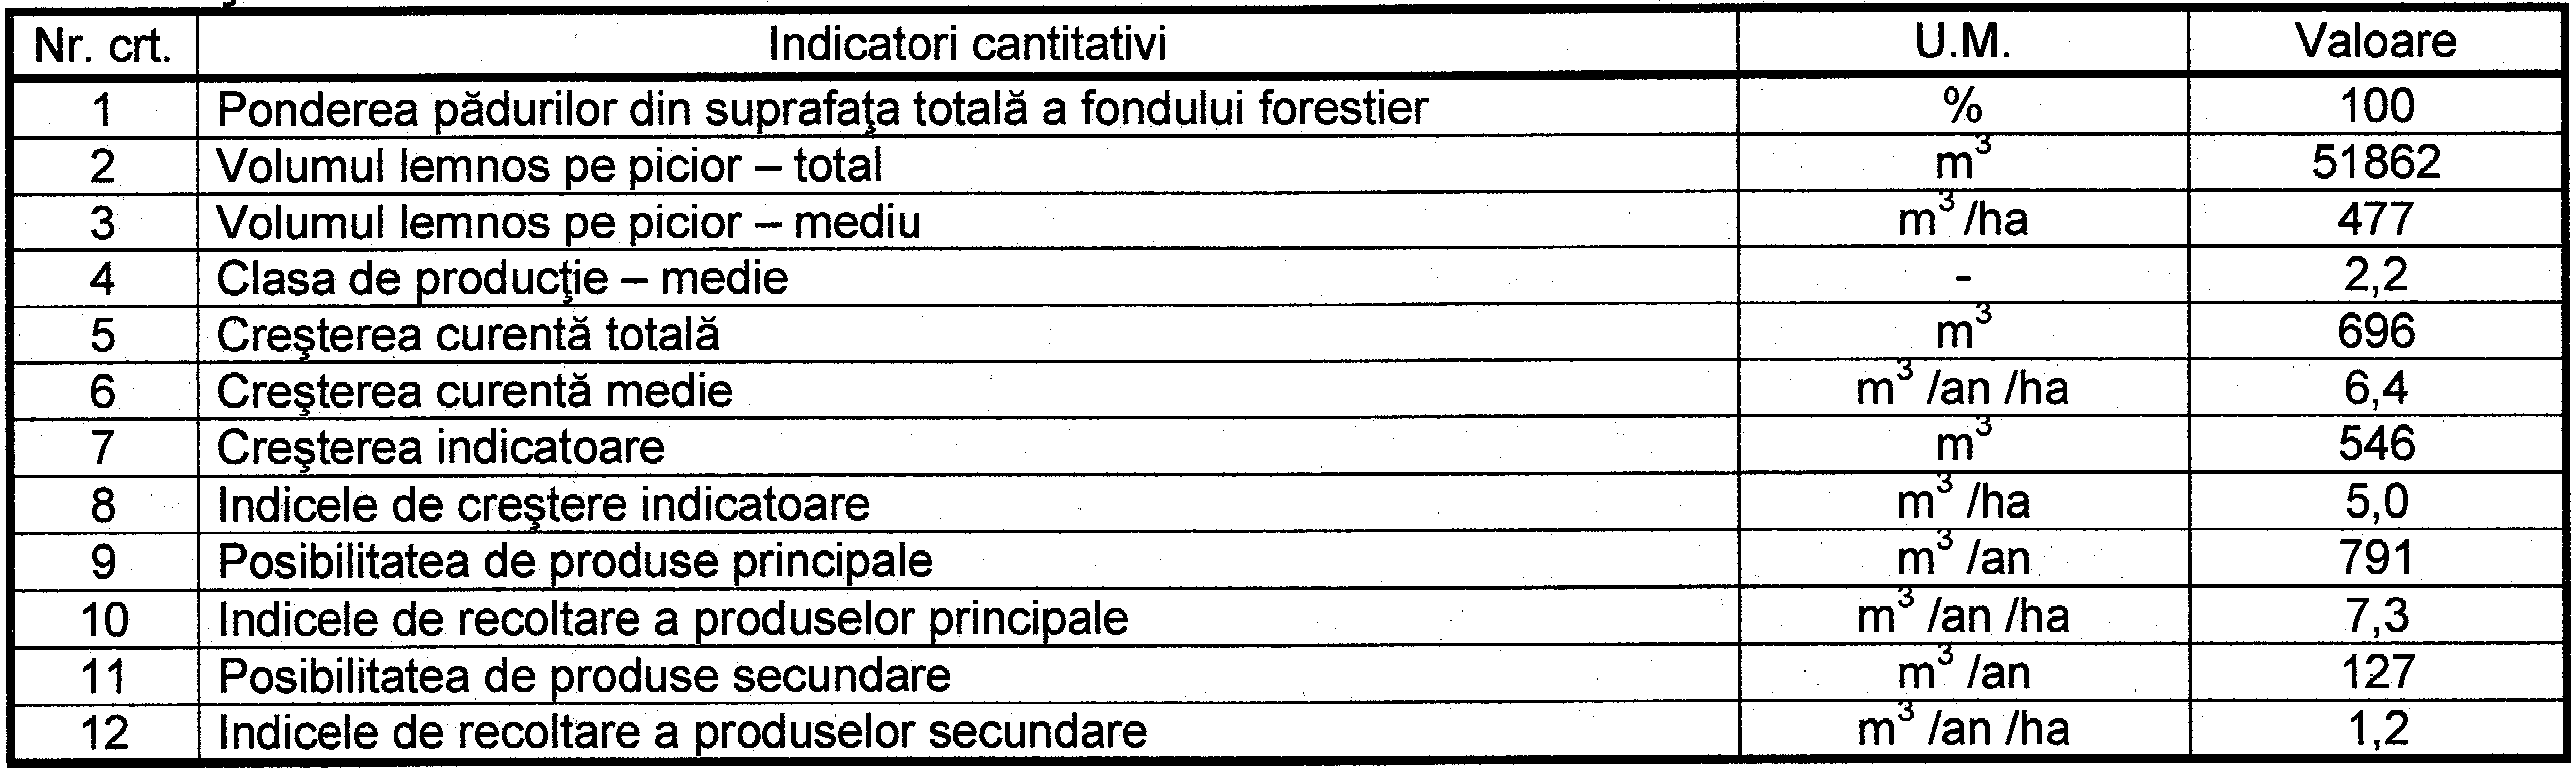 Nr. crt. Indicatori cantitativi U.M. Valoare
1 Ponderea pădurilor din suprafaţa totală a fondului forestier % 100
2 Volumul lemnos pe picior – total m³ 51862
3 Volumul lemnos pe picior – mediu m³ /ha 477
4 Clasa de producţie – medie - 2,2
5 Creşterea curentă totală m³ 696
6 Creşterea curentă medie m³ /an /ha 6,4
7 Creşterea indicatoare m³ 546
8 Indicele de creştere indicatoare m³ /ha 5,0
9 Posibilitatea de produse principale m³ /an 791
10 Indicele de recoltare a produselor principale m³ /an /ha 7,3
11 Posibilitatea de produse secundare m³ /an 127
12 Indicele de recoltare a produselor secundare m³ /an /ha 1,2